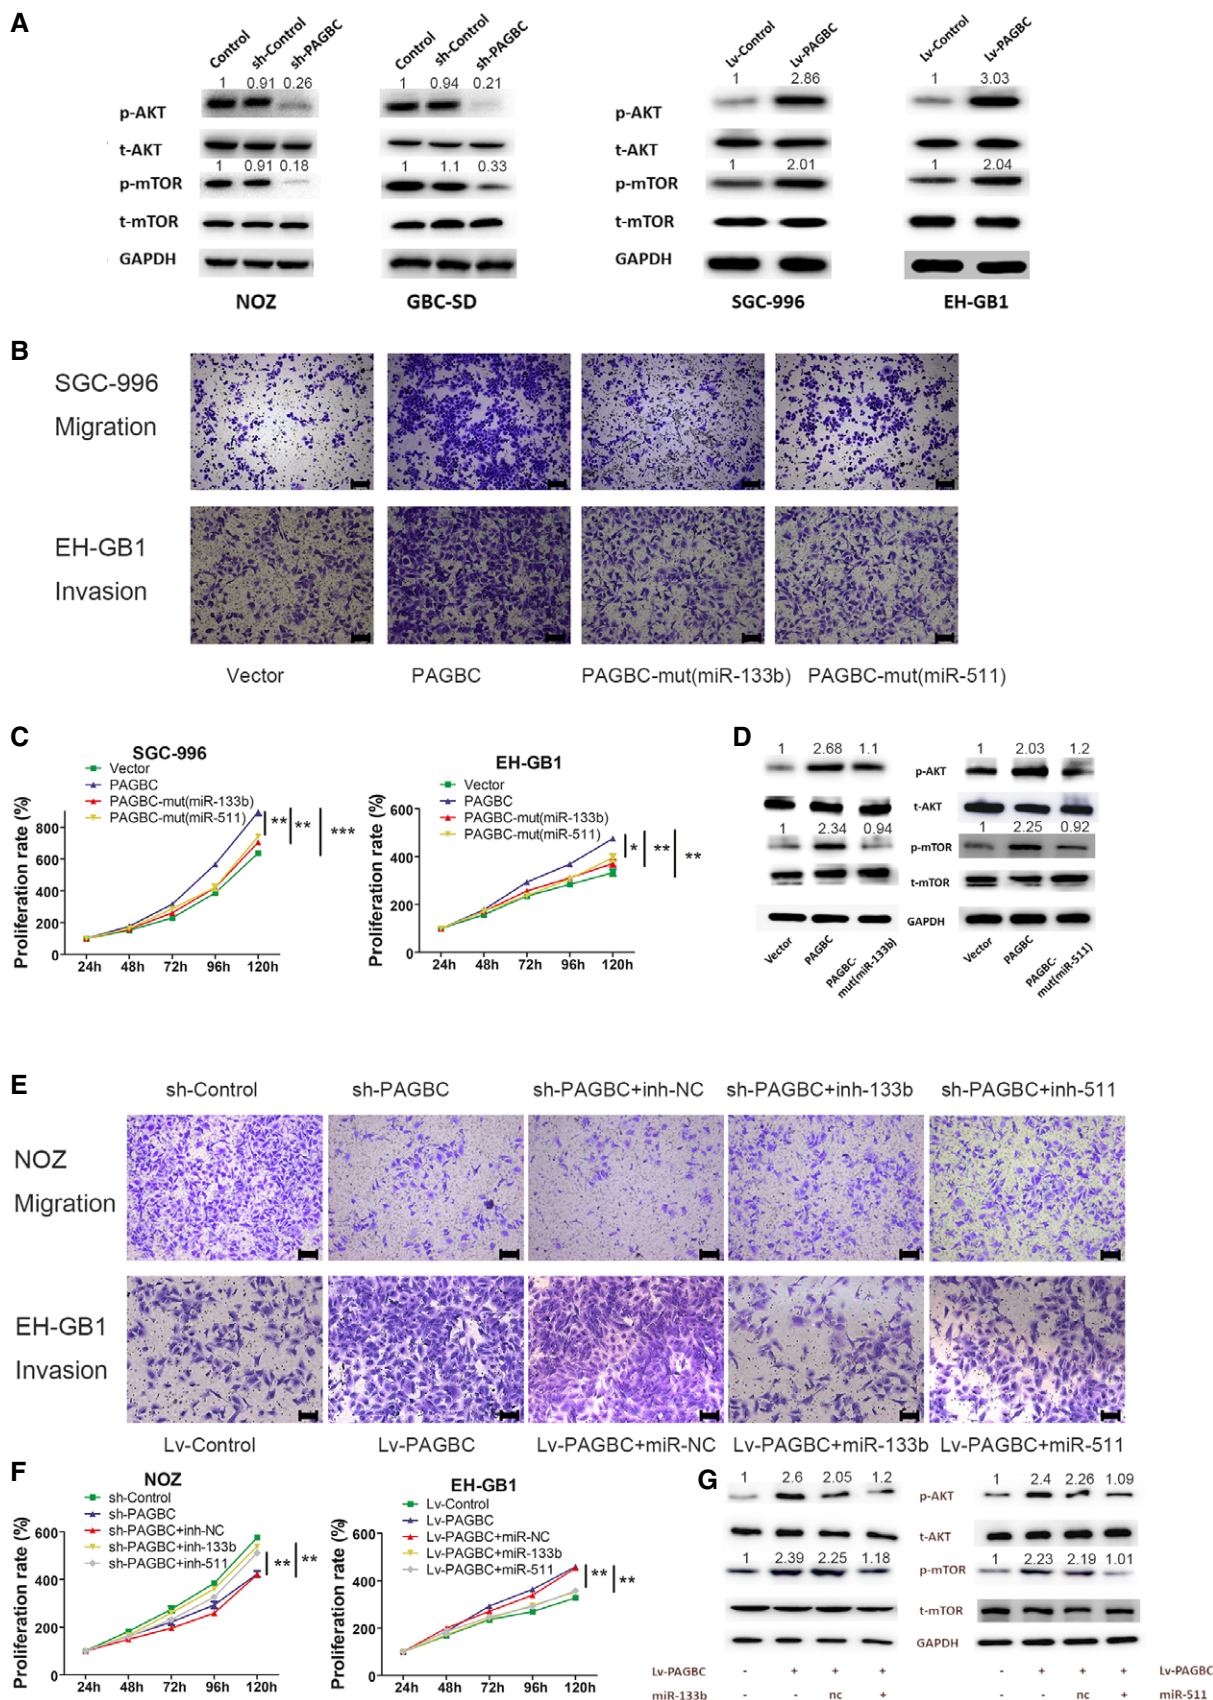 A
Control sh-Control sh-PAGBC
Control sh-Control sh-PAGBC
Lv-Control Lv-PAGBC
Lv-Control Lv-PAGBC
1 0.91 0.26 1 0.94 0.21 1 2.86 1 3.03
p-AKT p-AKT
t-AKT t-AKT
1 0.91 0.18 1 1.1 0.33 1 2.01 1 2.04
p-mTOR p-mTOR
t-mTOR t-mTOR
GAPDH GAPDH
NOZ GBC-SD SGC-996 EH-GB1
B
SGC-996
Migration
EH-GB1
Invasion
Vector PAGBC PAGBC-mut(miR-133b) PAGBC-mut(miR-511)
C
SGC-996
Vector
PAGBC
PAGBC-mut(miR-133b)
PAGBC-mut(miR-511)
Proliferation rate (%)
800
600
400
200
0
24h 48h 72h 96h 120h
** ** ***
EH-GB1
Vector
PAGBC
PAGBC-mut(miR-133b)
PAGBC-mut(miR-511)
Proliferation rate (%)
600
400
200
0
24h 48h 72h 96h 120h
* ** **
D
1 2.68 1.1 1 2.03 1.2
p-AKT
t-AKT
1 2.34 0.94 1 2.25 0.92
p-mTOR
t-mTOR
GAPDH
Vector PAGBC PAGBC-mut(miR-133b)
Vector PAGBC PAGBC-mut(miR-511)
E
sh-Control sh-PAGBC sh-PAGBC+inh-NC sh-PAGBC+inh-133b sh-PAGBC+inh-511
NOZ
Migration
EH-GB1
Invasion
Lv-Control Lv-PAGBC Lv-PAGBC+miR-NC Lv-PAGBC+miR-133b Lv-PAGBC+miR-511
F
NOZ
sh-Control
sh-PAGBC
sh-PAGBC+inh-NC
sh-PAGBC+inh-133b
sh-PAGBC+inh-511
Proliferation rate (%)
600
400
200
0
24h 48h 72h 96h 120h
** **
EH-GB1
Lv-Control
Lv-PAGBC
Lv-PAGBC+miR-NC
Lv-PAGBC+miR-133b
Lv-PAGBC+miR-511
Proliferation rate (%)
600
400
200
0
24h 48h 72h 96h 120h
** **
G
1 2.6 2.05 1.2 1 2.4 2.26 1.09
p-AKT
t-AKT
1 2.39 2.25 1.18 1 2.23 2.19 1.01
p-mTOR
t-mTOR
GAPDH
Lv-PAGBC - + + + - + + + Lv-PAGBC
miR-133b - - nc + - - nc + miR-511